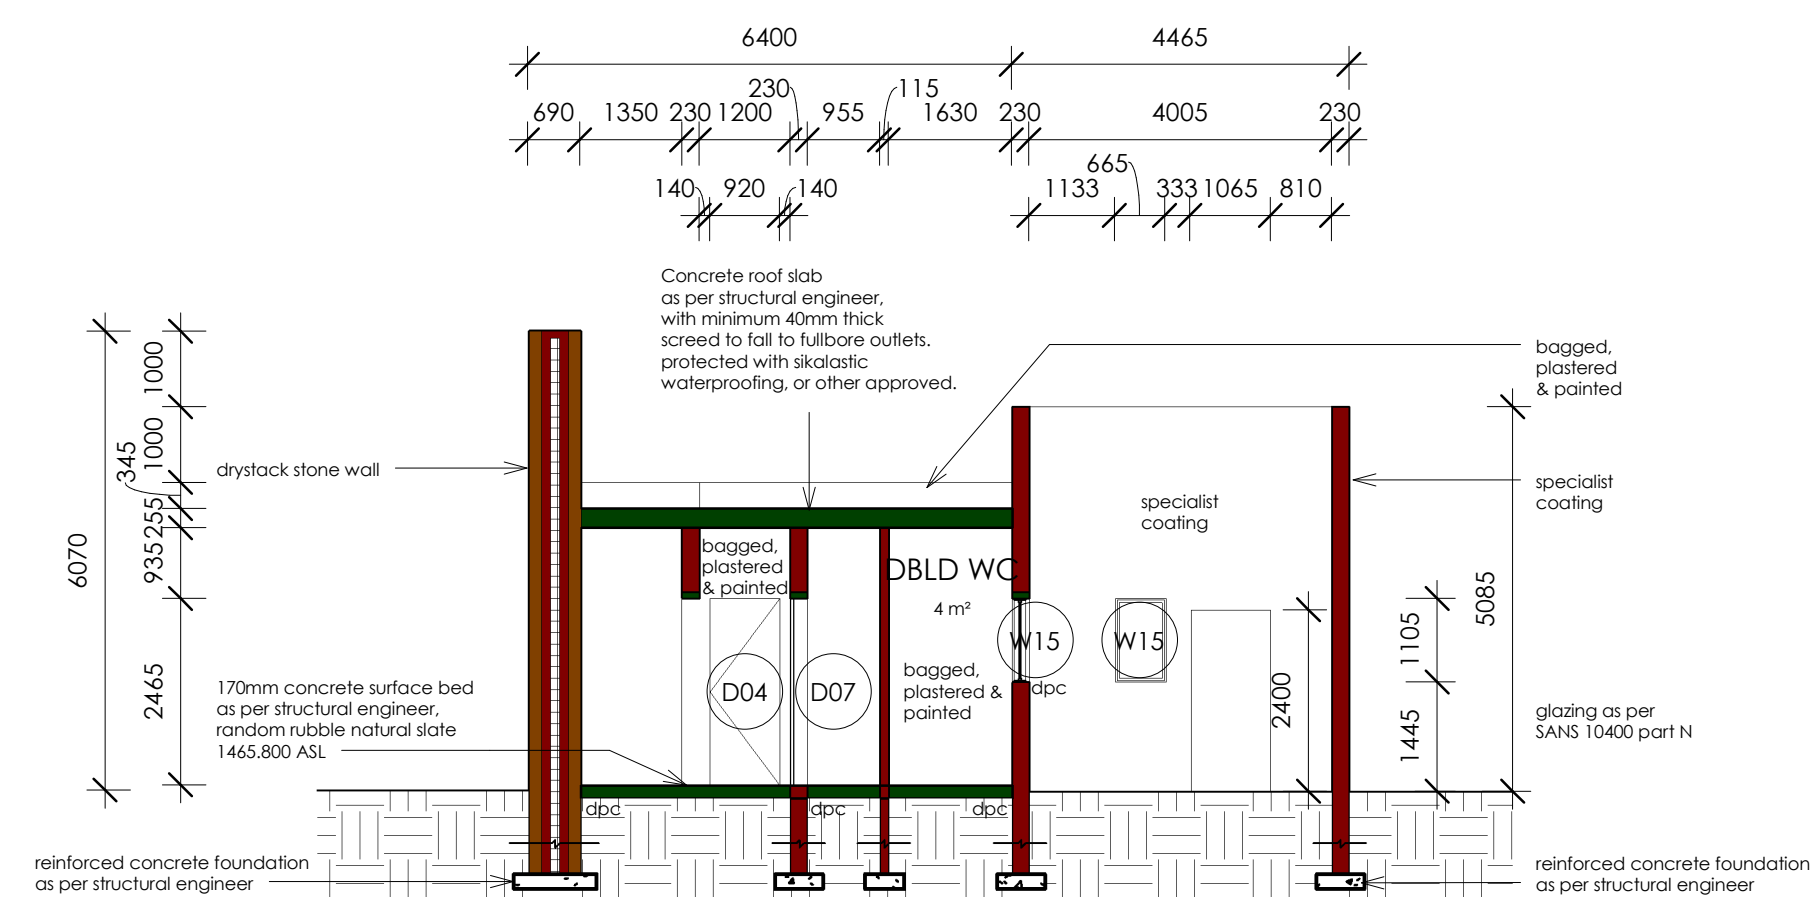 6400
4465
230
115
690
1350
230
1200
955
1630
230
4005
230
665
140
920
140
1133
333
1065
810
Concrete roof slab
as per structural engineer,
with minimum 40mm thick
screed to fall to fullbore outlets.
protected with sikalastic
waterproofing, or other approved.
bagged,
plastered
& painted
1000
1000
345
255
935
2465
6070
drystack stone wall
specialist
coating
specialist
coating
bagged,
plastered
& painted
DBLD WC
4 m²
5085
1105
1445
2400
W15
W15
D04
D07
bagged,
plastered &
painted
dpc
170mm concrete surface bed
as per structural engineer,
random rubble natural slate
1465.800 ASL
glazing as per
SANS 10400 part N
dpc
dpc
dpc
reinforced concrete foundation
as per structural engineer
reinforced concrete foundation
as per structural engineer